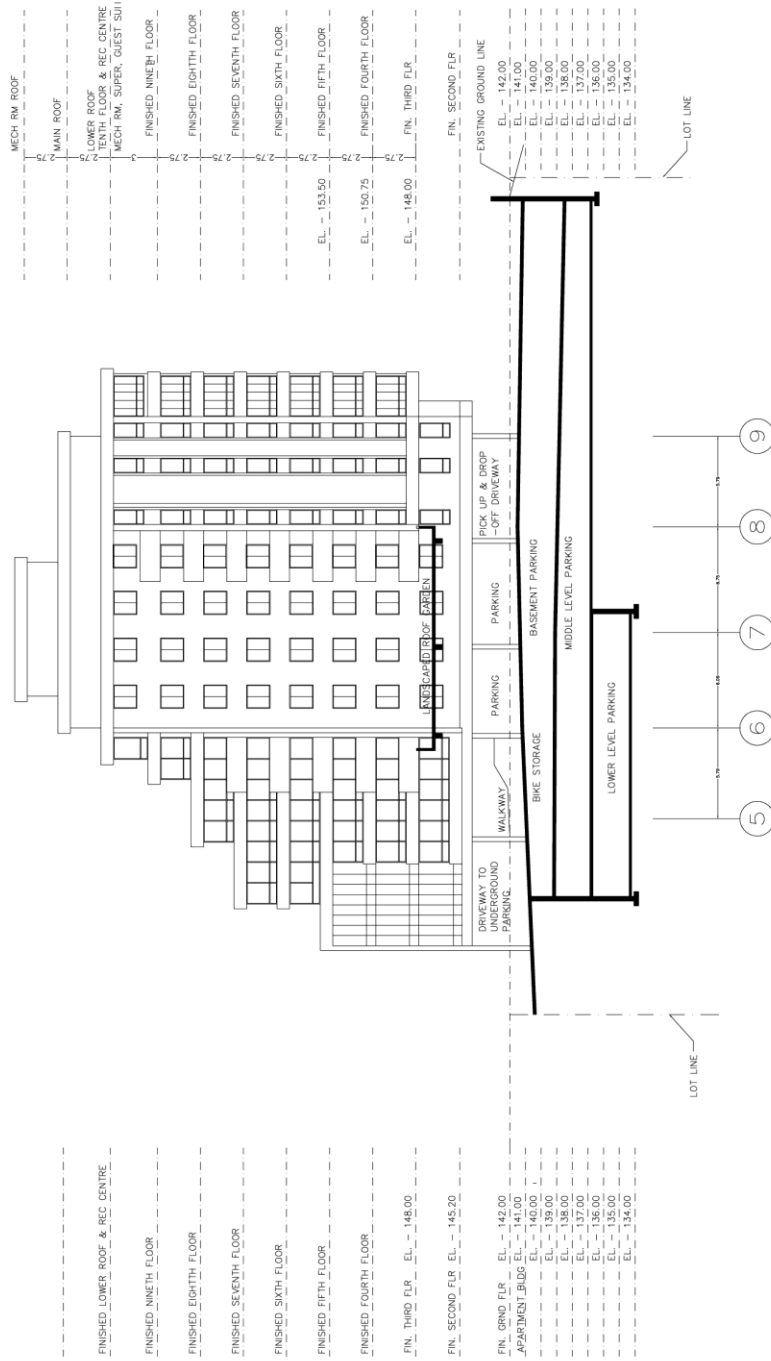 MECH RM ROOF
MAIN ROOF
LOWER ROOF
TENTH FLOOR & REC CENTRE
MECH RM, SUPER, GUEST SUI
FINISHED NINETH FLOOR
FINISHED EIGHTTH FLOOR
FINISHED SEVENTH FLOOR
FINISHED SIXTH FLOOR
FINISHED FIFTH FLOOR
FINISHED FOURTH FLOOR
FIN. THIRD FLR
FIN. SECOND FLR
2.75
2.75
2.75
3
2.75
2.75
2.75
2.75
2.75
2.75
EL. - 153.50
EL. - 150.75
EL. - 148.00
EXISTING GROUND LINE
EL. - 142.00
EL. - 141.00
EL. - 140.00
EL. - 139.00
EL. - 138.00
EL. - 137.00
EL. - 136.00
EL. - 135.00
EL. - 134.00
LOT LINE
LANDSCAPED ROOF GARDEN
DRIVEWAY TO
UNDERGROUND
PARKING
WALKWAY
PARKING
PARKING
PICK UP & DROP
-OFF DRIVEWAY
BIKE STORAGE
BASEMENT PARKING
MIDDLE LEVEL PARKING
LOWER LEVEL PARKING
5
6
7
8
9
LOT LINE
FINISHED LOWER ROOF & REC CENTRE
FINISHED NINETH FLOOR
FINISHED EIGHTTH FLOOR
FINISHED SEVENTH FLOOR
FINISHED SIXTH FLOOR
FINISHED FIFTH FLOOR
FINISHED FOURTH FLOOR
FIN. THIRD FLR EL. - 148.00
FIN. SECOND FLR EL. - 145.20
FIN. GRND FLR EL. - 142.00
APARTMENT BLDG EL. - 141.00
EL. - 140.00
EL. - 139.00
EL. - 138.00
EL. - 137.00
EL. - 136.00
EL. - 135.00
EL. - 134.00